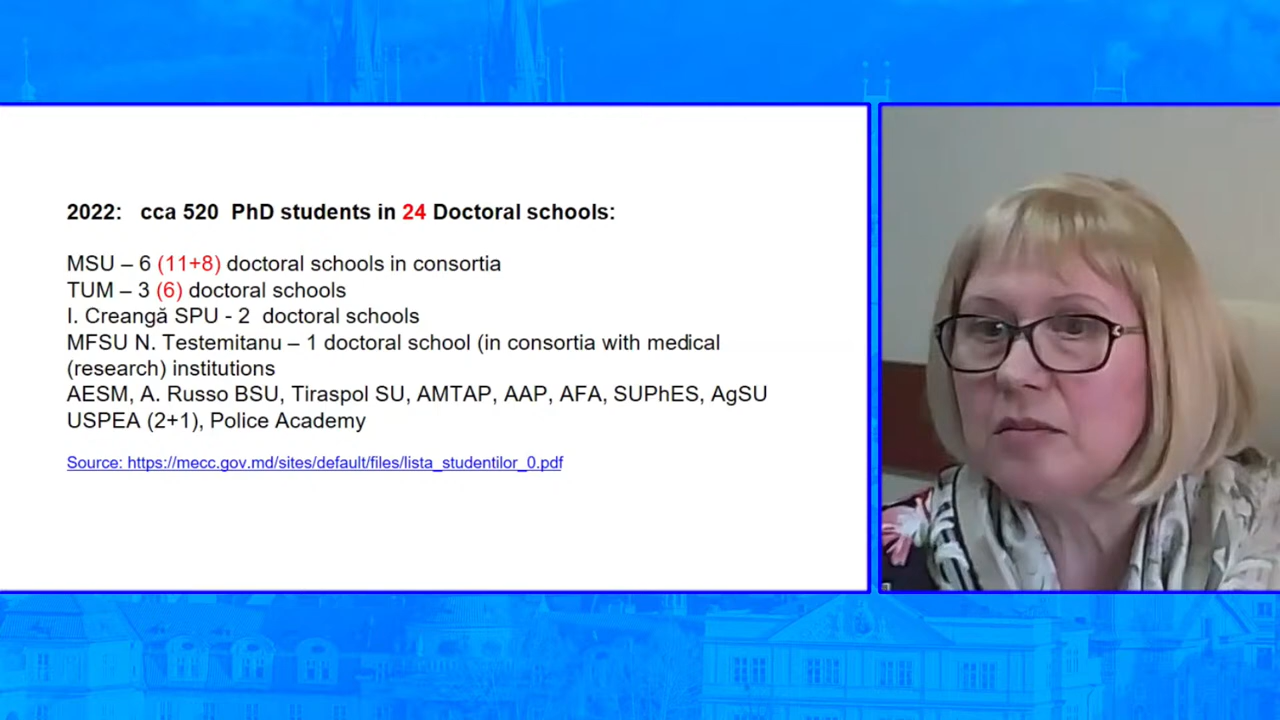 2022: cca 520 PhD students in 24 Doctoral schools:
MSU – 6 (11+8) doctoral schools in consortia
TUM – 3 (6) doctoral schools
I. Creangă SPU - 2 doctoral schools
MFSU N. Testemitanu – 1 doctoral school (in consortia with medical
(research) institutions
AESM, A. Russo BSU, Tiraspol SU, AMTAP, AAP, AFA, SUPhES, AgSU
USPEA (2+1), Police Academy
Source: https://mecc.gov.md/sites/default/files/lista_studentilor_0.pdf